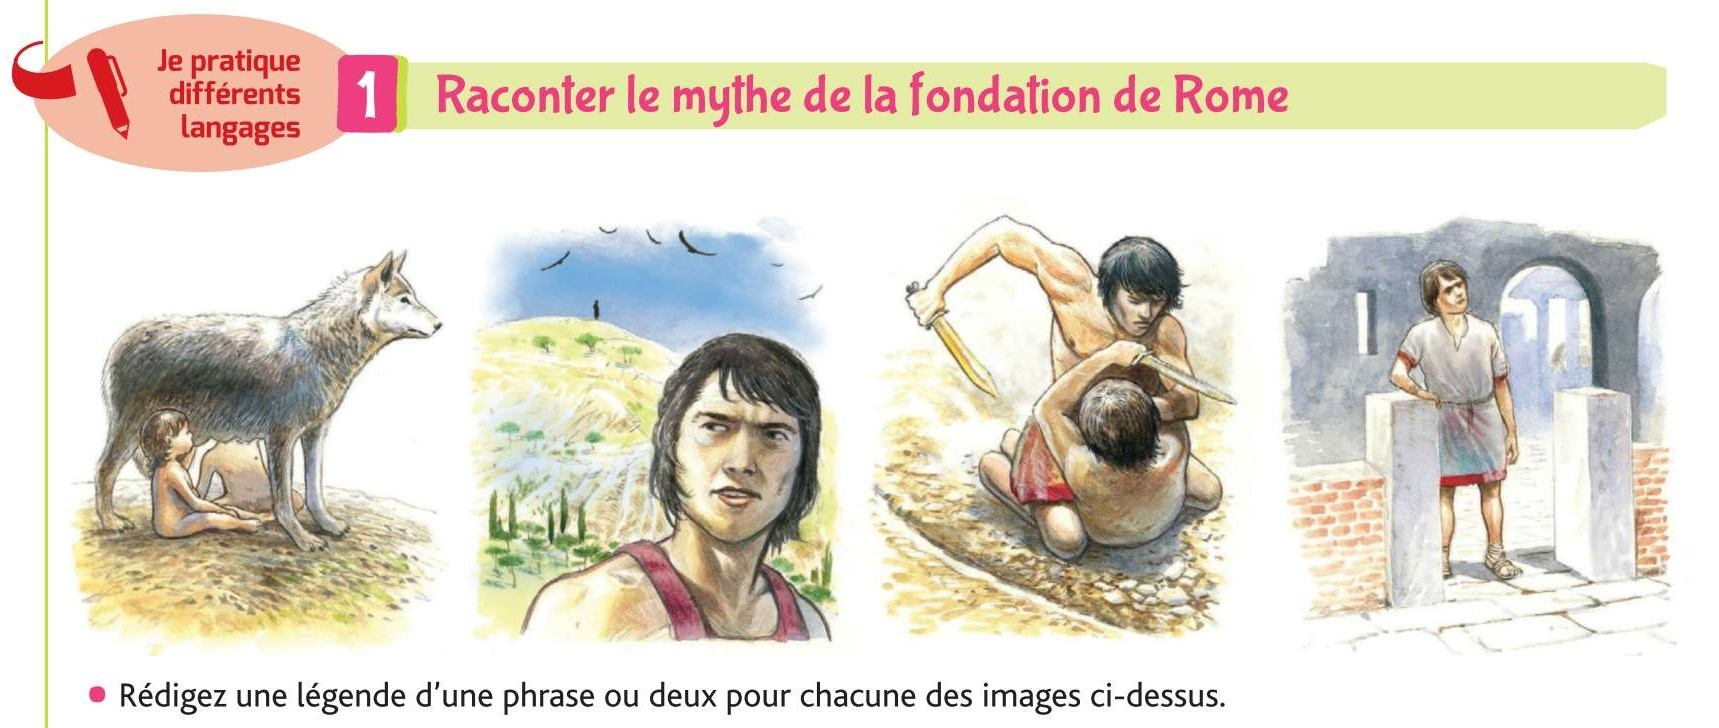 Je pratique
différents
langages
1 Raconter le mythe de la fondation de Rome
• Rédigez une légende d'une phrase ou deux pour chacune des images ci-dessus.